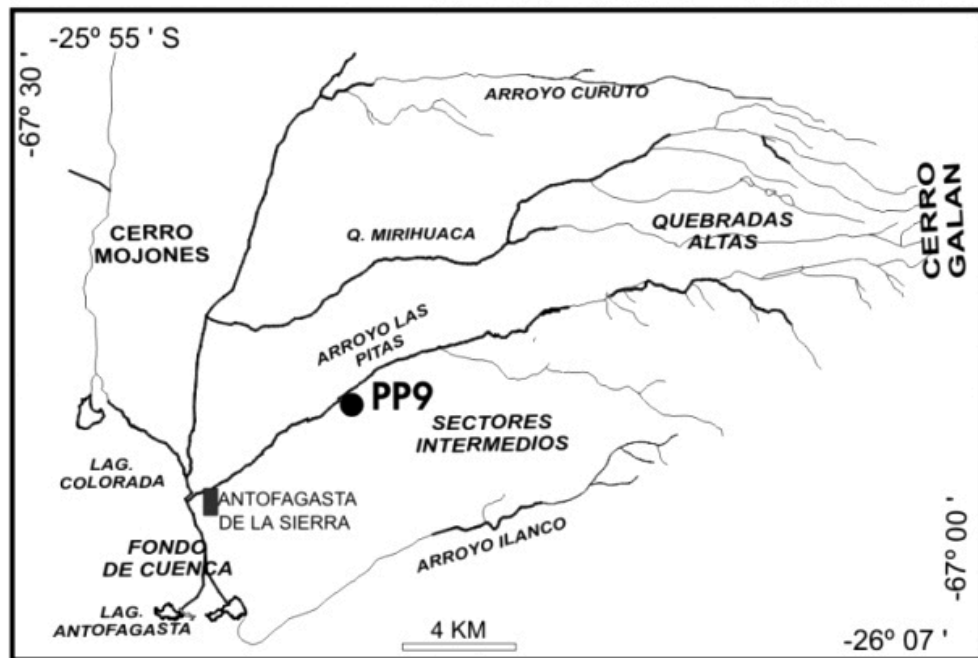 -25º 55 ' S
-67º 30 '
ARROYO CURUTO
CERRO
MOJONES
Q. MIRIHUACA
QUEBRADAS
ALTAS
CERRO
GALAN
ARROYO LAS
PITAS
PP9
SECTORES
INTERMEDIOS
LAG.
COLORADA
ANTOFAGASTA
DE LA SIERRA
ARROYO ILANCO
FONDO
DE CUENCA
LAG.
ANTOFAGASTA
4 KM
-67º 00 '
-26º 07 '